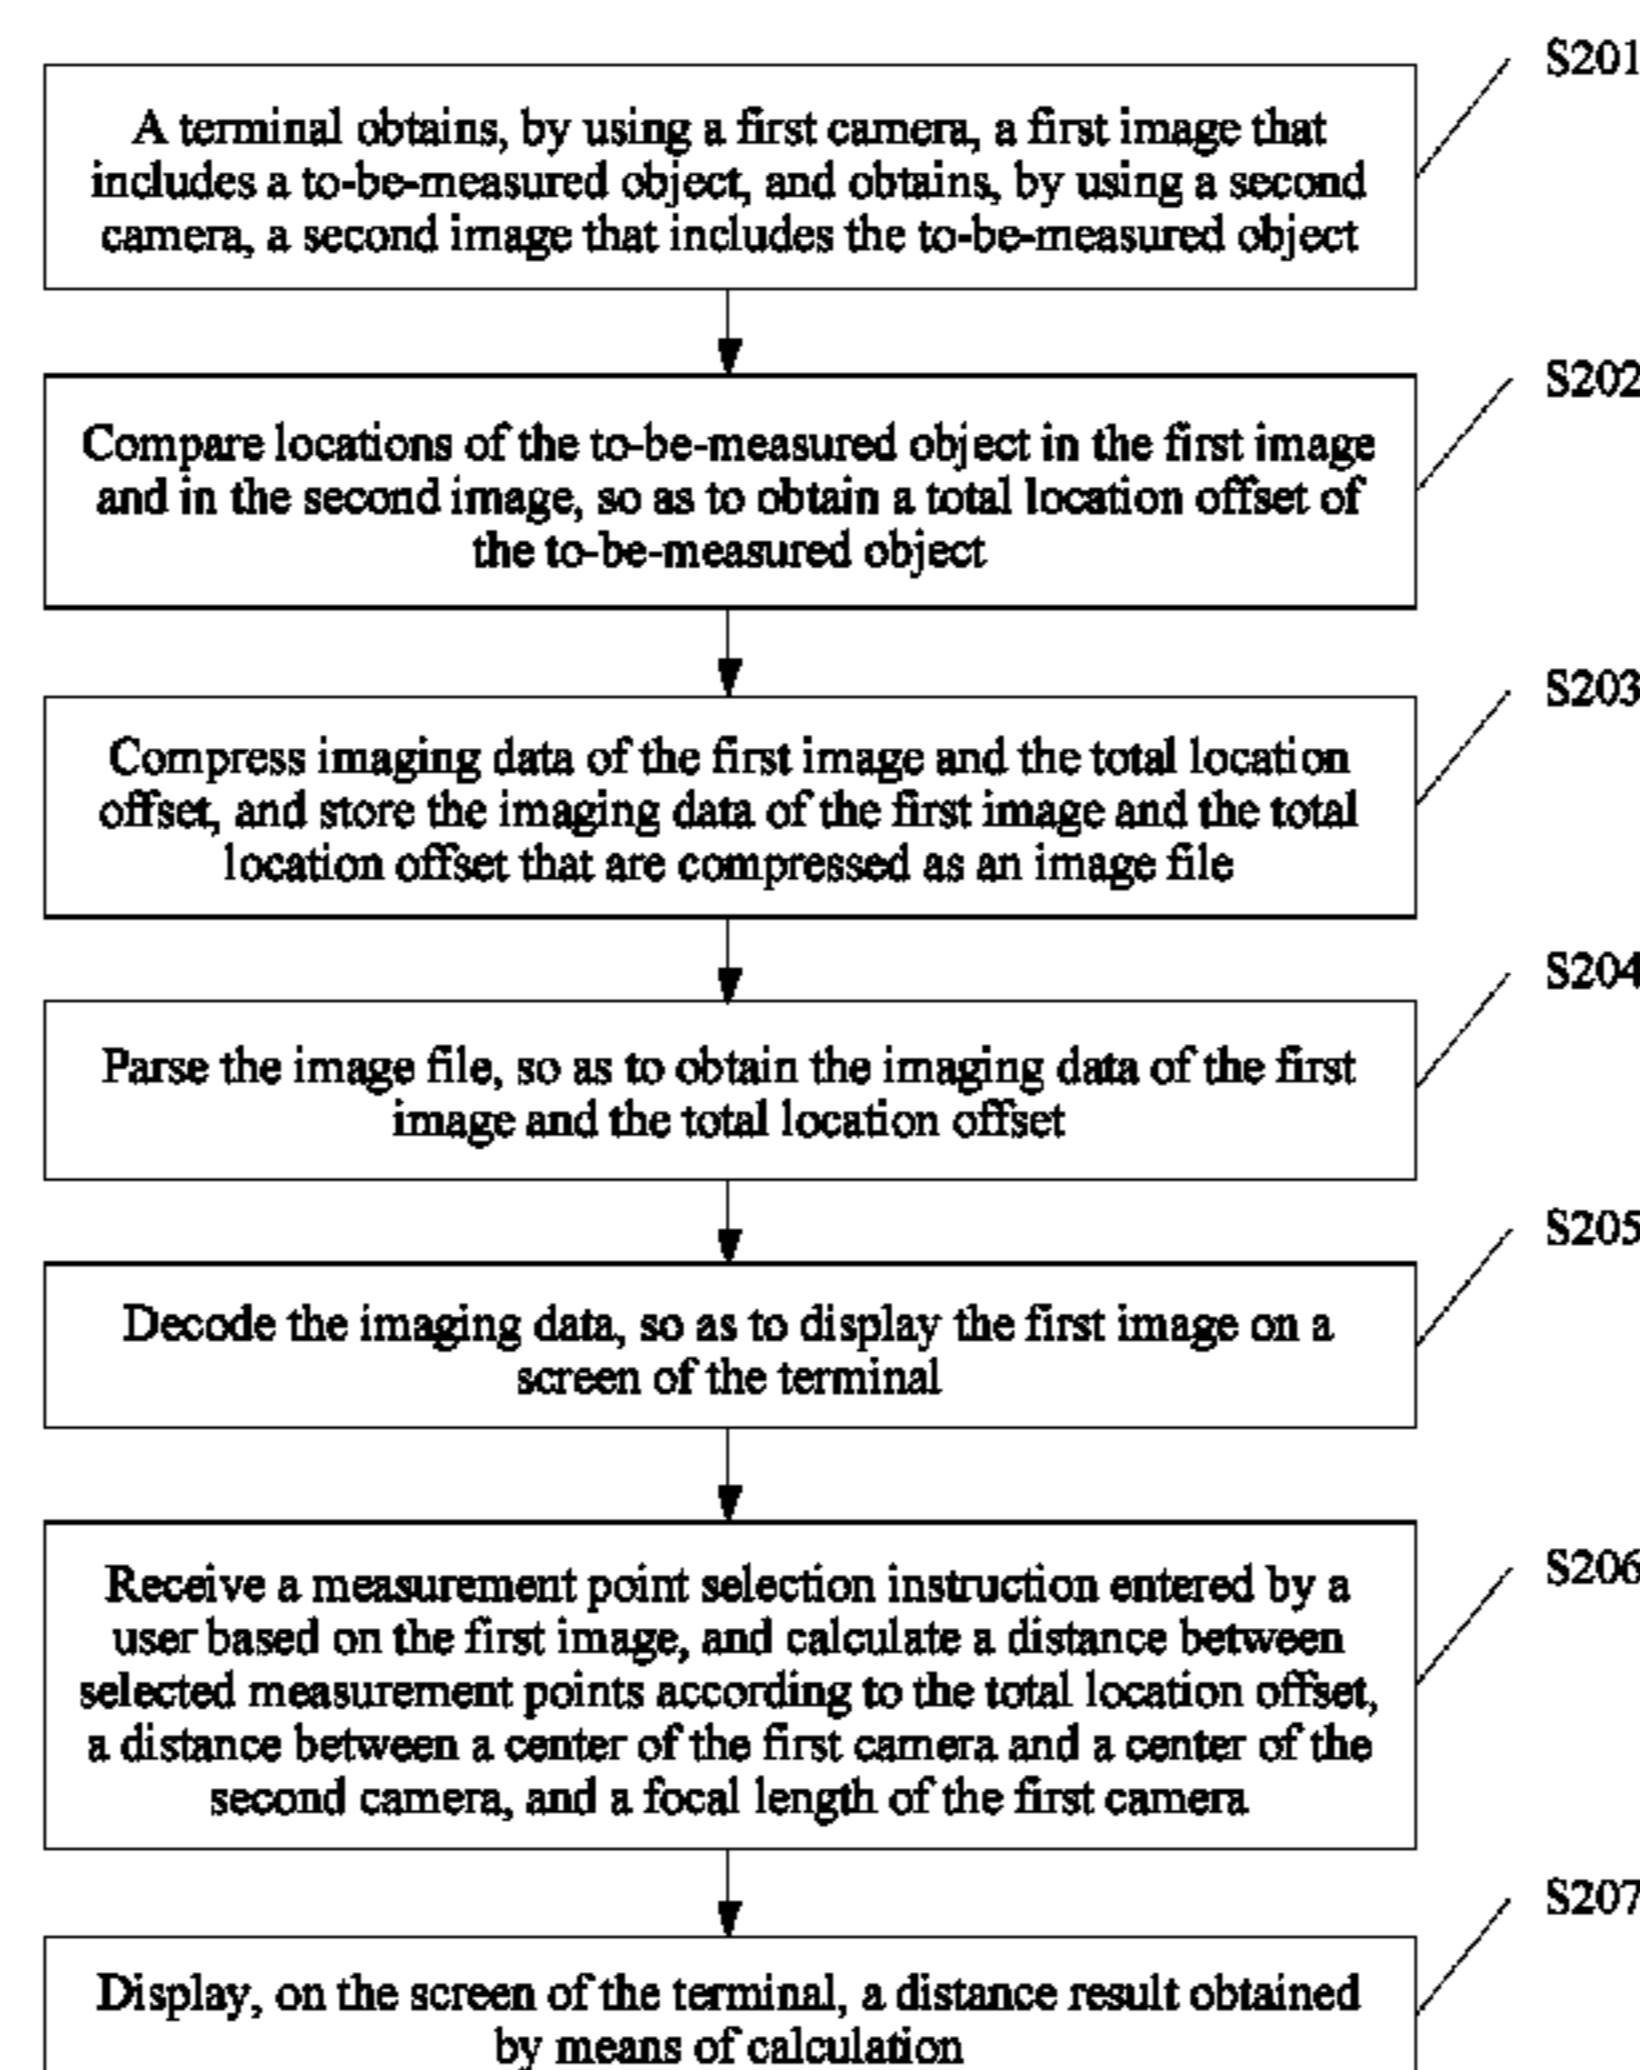 S201
A terminal obtains, by using a first camera, a first image that
includes a to-be-measured object, and obtains, by using a second
camera, a second image that includes the to-be-measured object
S202
Compare locations of the to-be-measured object in the first image
and in the second image, so as to obtain a total location offset of
the to-be-measured object
S203
Compress imaging data of the first image and the total location
offset, and store the imaging data of the first image and the total
location offset that are compressed as an image file
S204
Parse the image file, so as to obtain the imaging data of the first
image and the total location offset
S205
Decode the imaging data, so as to display the first image on a
screen of the terminal
S206
Receive a measurement point selection instruction entered by a
user based on the first image, and calculate a distance between
selected measurement points according to the total location offset,
a distance between a center of the first camera and a center of the
second camera, and a focal length of the first camera
S207
Display, on the screen of the terminal, a distance result obtained
by means of calculation